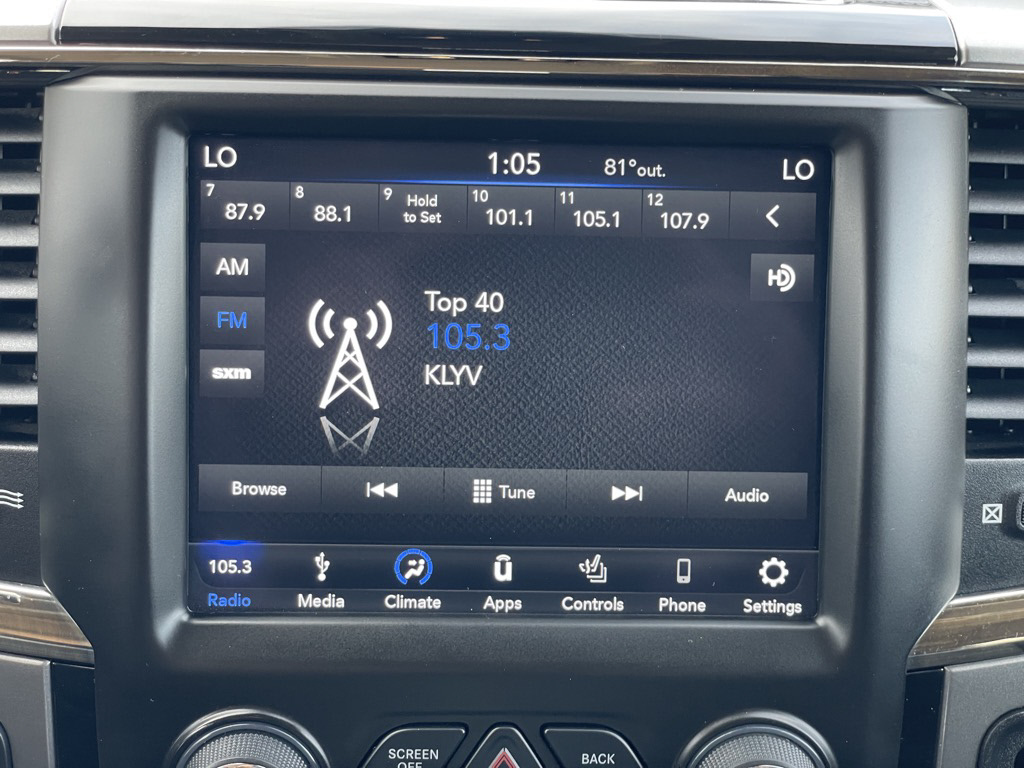 LO 1:05 81°out. LO
7 87.9 8 88.1 9 Hold to Set 10 101.1 11 105.1 12 107.9
AM
HD
FM
sxm
Top 40
105.3
KLYV
Browse Tune Audio
105.3
Radio Media Climate Apps Controls Phone Settings
SCREEN OFF BACK